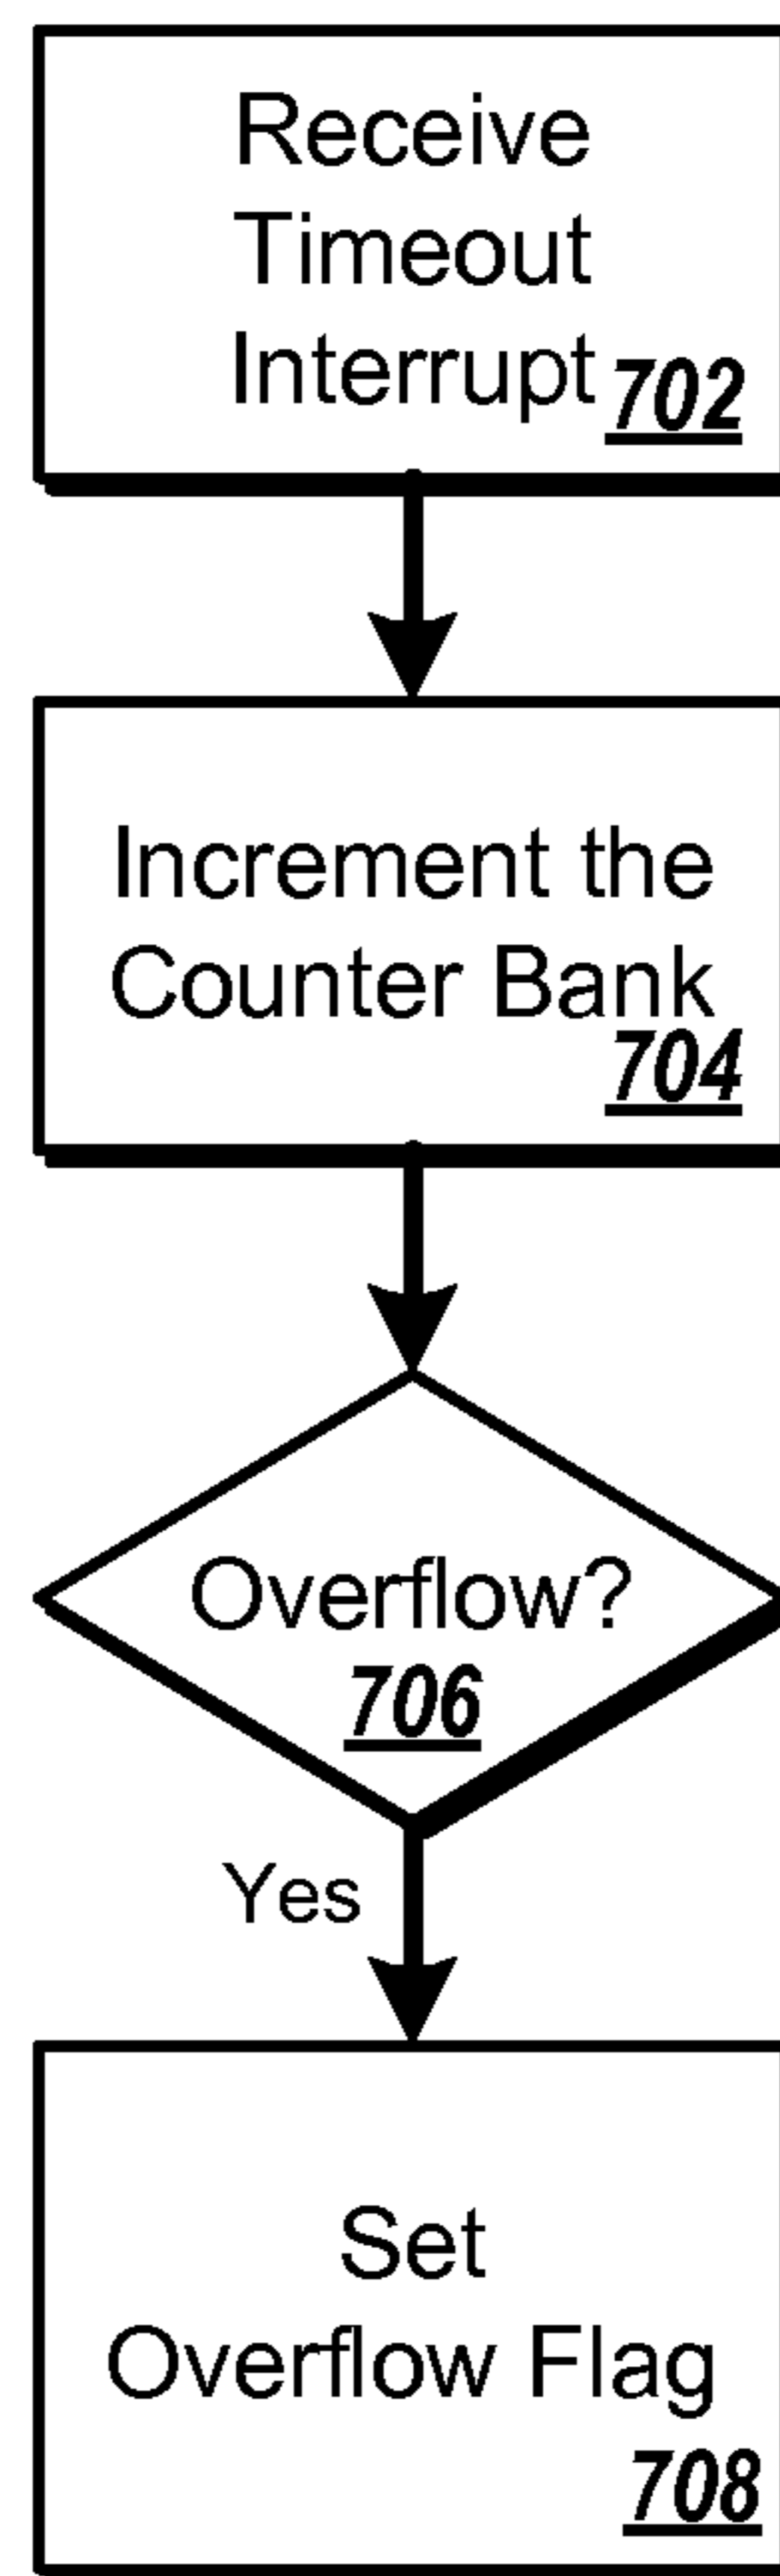 Receive
Timeout
Interrupt 702
Increment the
Counter Bank
704
Overflow?
706
Yes
Set
Overflow Flag
708